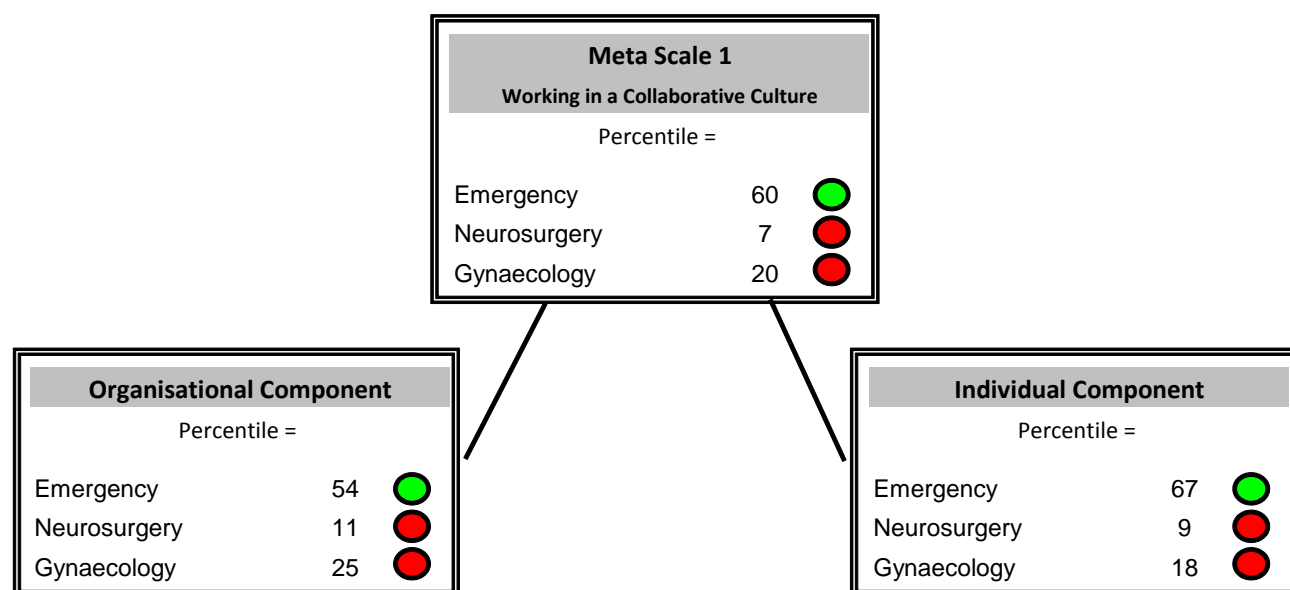 Meta Scale 1
Working in a Collaborative Culture
Percentile =
Emergency 60
Neurosurgery 7
Gynaecology 20
Organisational Component
Percentile =
Emergency 54
Neurosurgery 11
Gynaecology 25
Individual Component
Percentile =
Emergency 67
Neurosurgery 9
Gynaecology 18